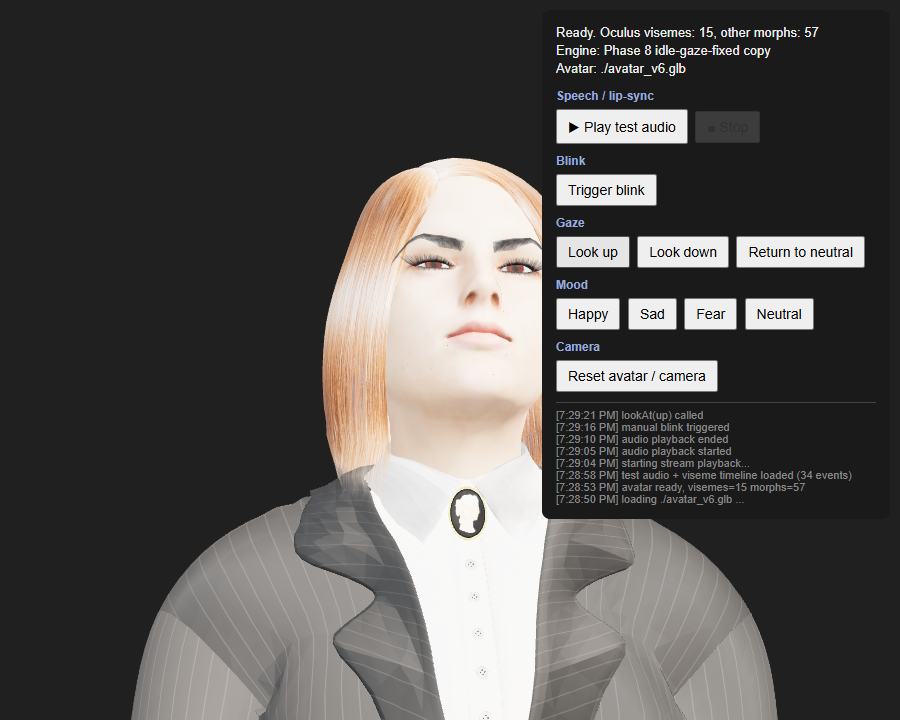 Ready. Oculus visemes: 15, other morphs: 57
Engine: Phase 8 idle-gaze-fixed copy
Avatar: ./avatar_v6.glb
Speech / lip-sync
▶ Play test audio ■ Stop
Blink
Trigger blink
Gaze
Look up Look down Return to neutral
Mood
Happy Sad Fear Neutral
Camera
Reset avatar / camera
[7:29:21 PM] lookAt(up) called
[7:29:16 PM] manual blink triggered
[7:29:10 PM] audio playback ended
[7:29:05 PM] audio playback started
[7:29:04 PM] starting stream playback...
[7:28:58 PM] test audio + viseme timeline loaded (34 events)
[7:28:53 PM] avatar ready, visemes=15 morphs=57
[7:28:50 PM] loading ./avatar_v6.glb ...